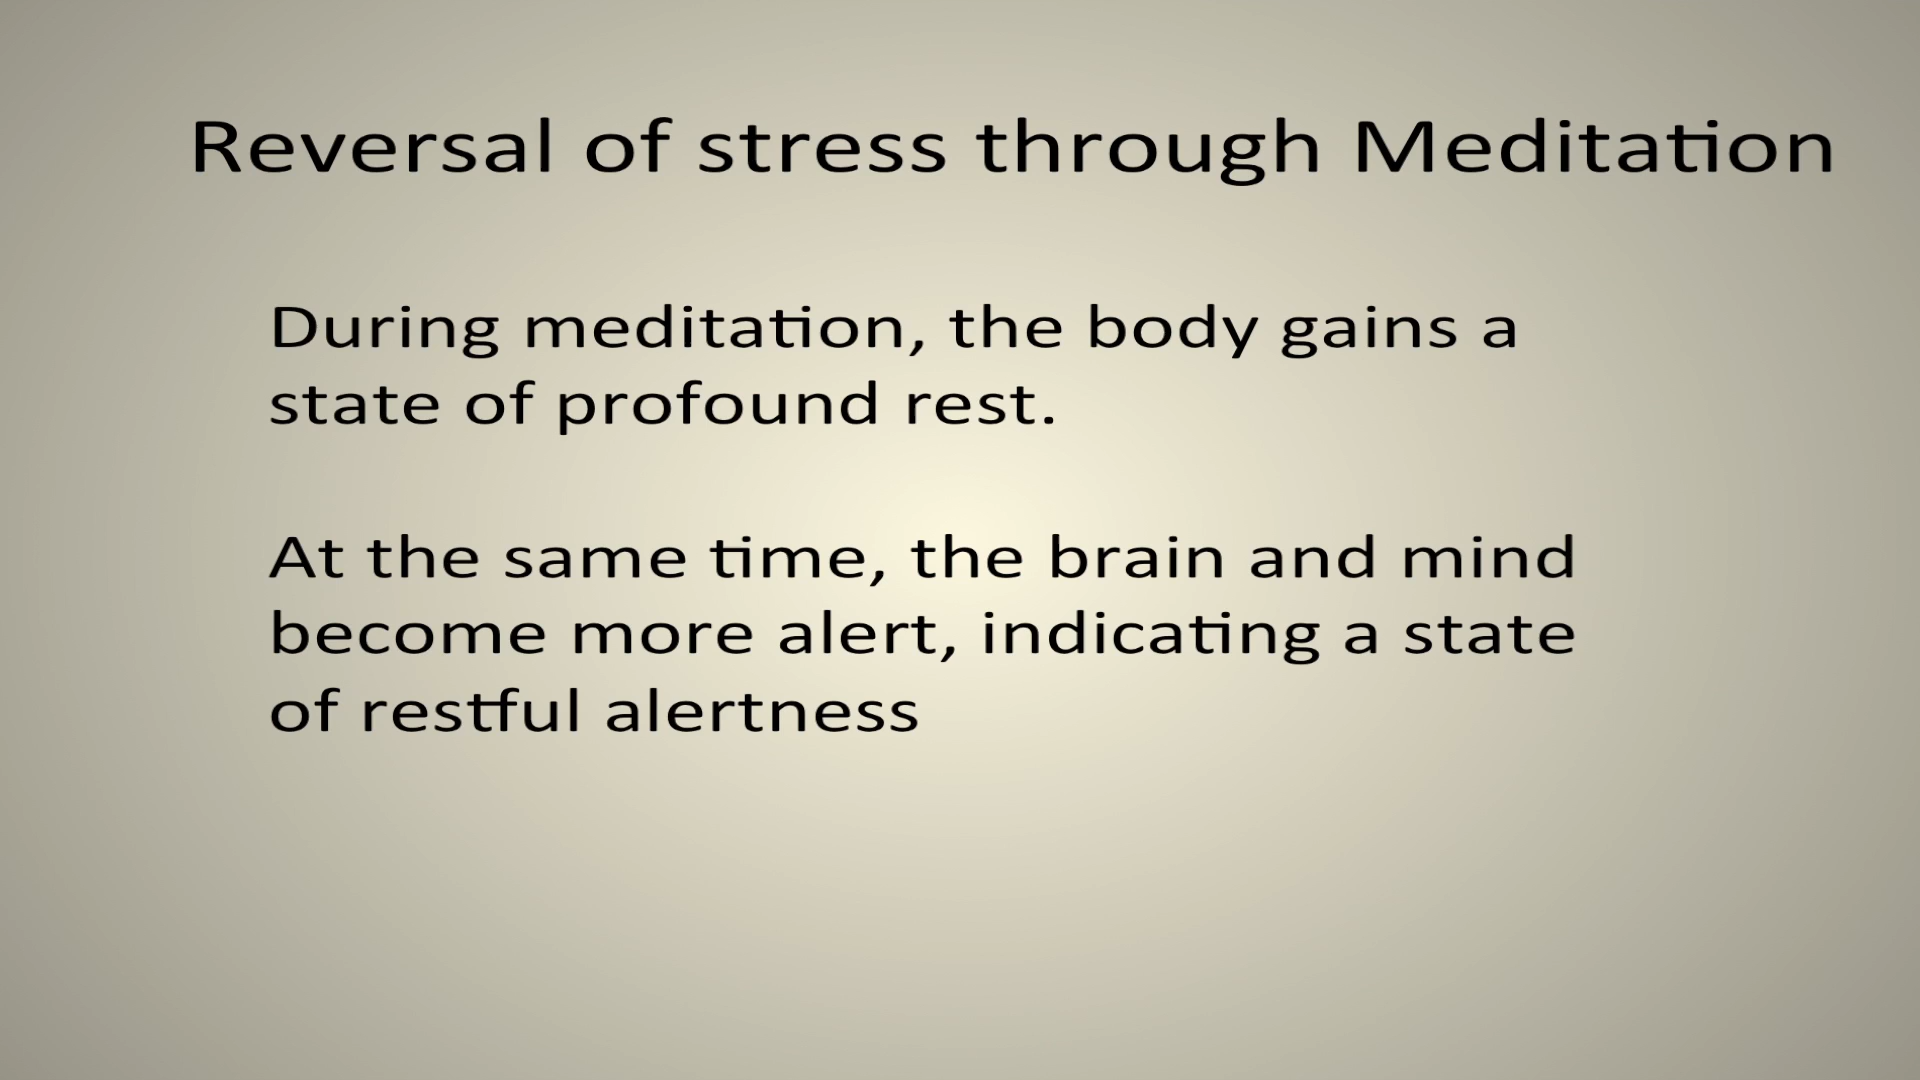 Reversal of stress through Meditation
During meditation, the body gains a
state of profound rest.
At the same time, the brain and mind
become more alert, indicating a state
of restful alertness